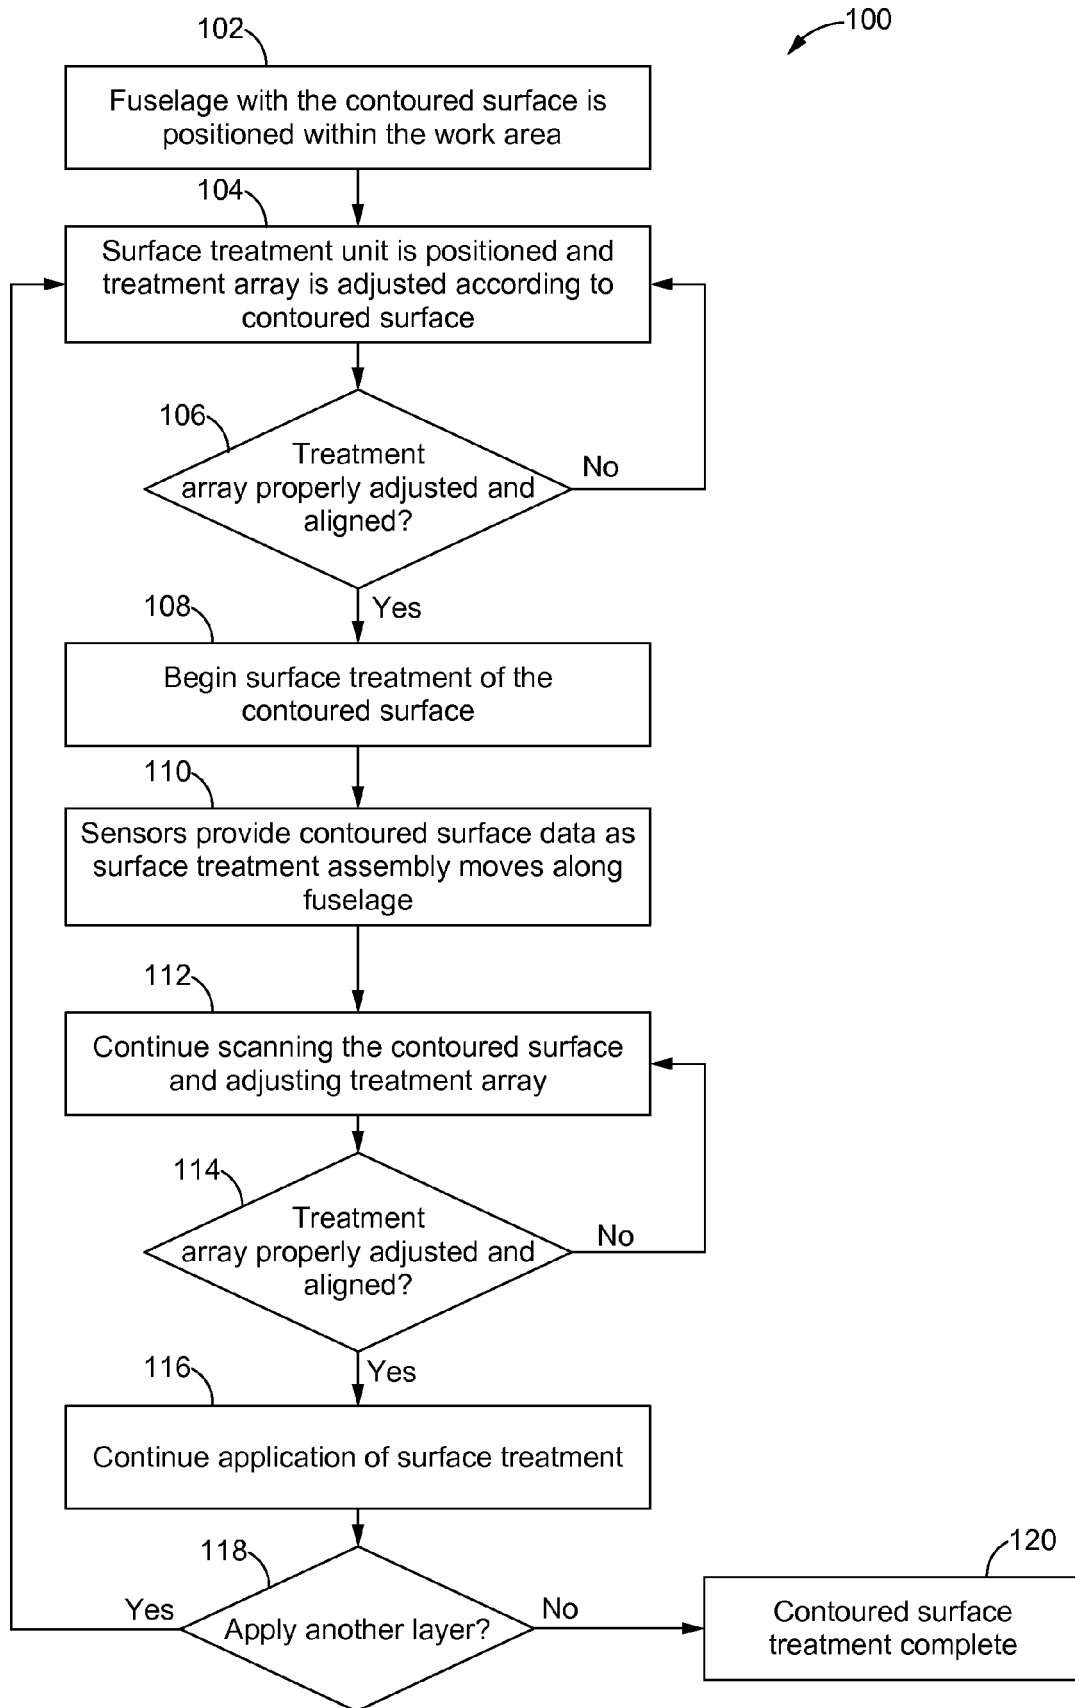 100
102
Fuselage with the contoured surface is
positioned within the work area
104
Surface treatment unit is positioned and
treatment array is adjusted according to
contoured surface
106
Treatment
array properly adjusted and
aligned?
No
Yes
108
Begin surface treatment of the
contoured surface
110
Sensors provide contoured surface data as
surface treatment assembly moves along
fuselage
112
Continue scanning the contoured surface
and adjusting treatment array
114
Treatment
array properly adjusted and
aligned?
No
Yes
116
Continue application of surface treatment
118
Apply another layer?
Yes
No
120
Contoured surface
treatment complete